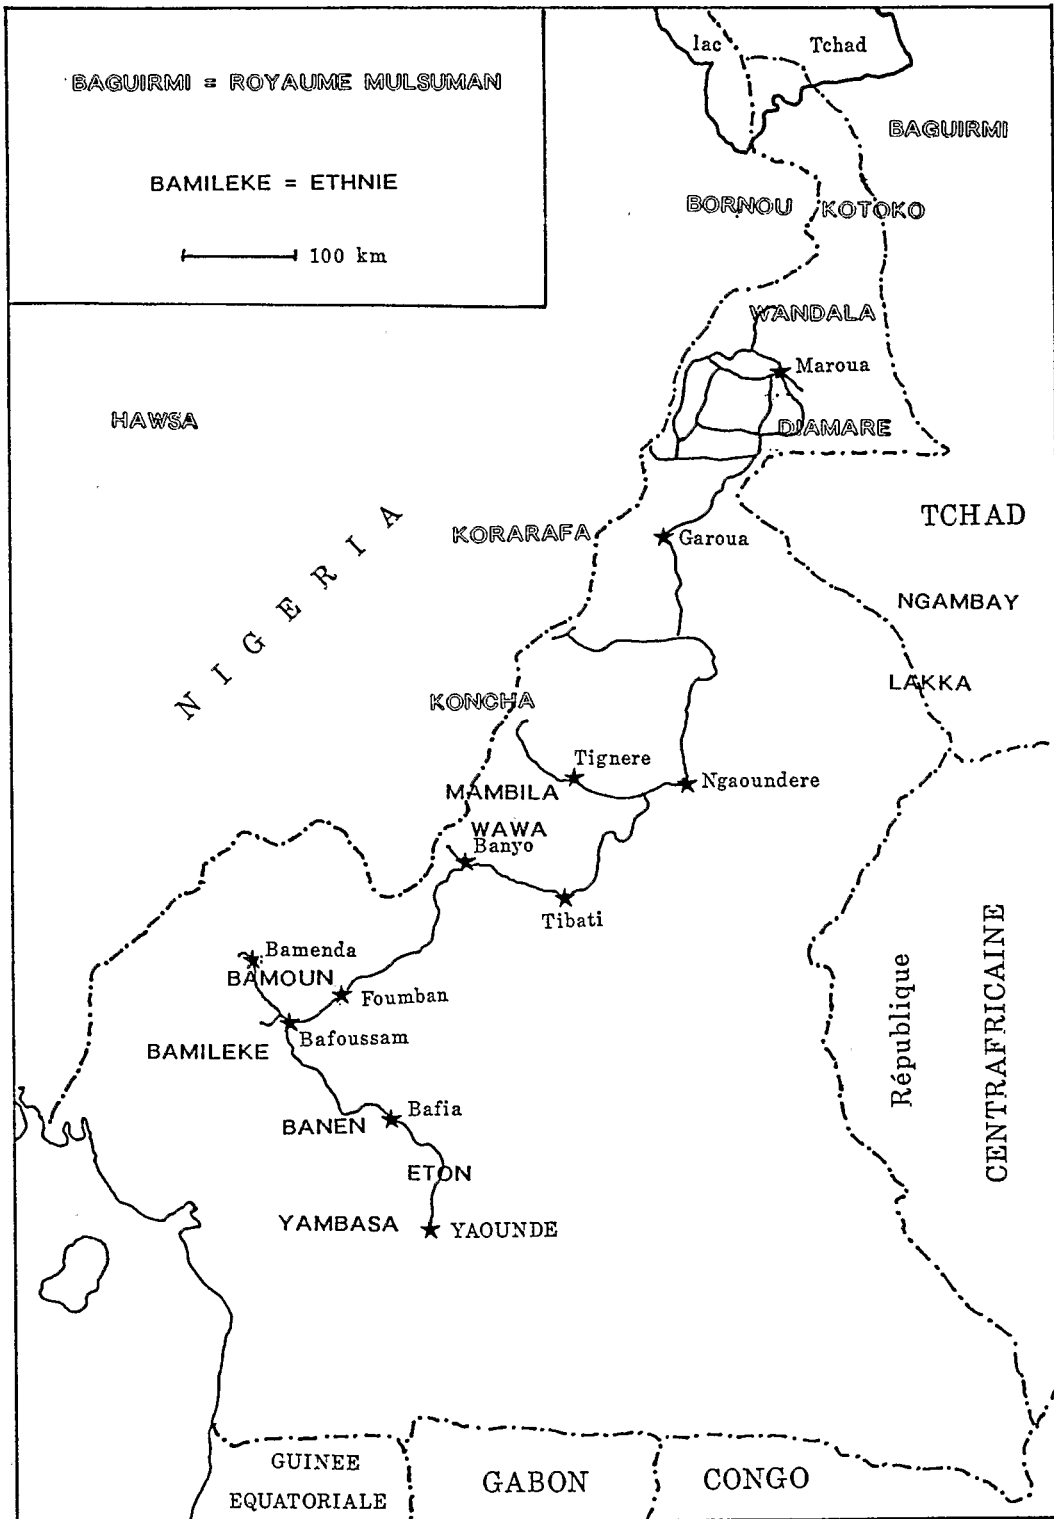 BAGUIRMI = ROYAUME MULSUMAN
BAMILEKE = ETHNIE
100 km
lac Tchad
BAGUIRMI
BORNOU KOTOKO
WANDALA
Maroua
DJAMARE
HAWSA
TCHAD
KORARAFA
Garoua
NIGERIA
NGAMBAY
LAKKA
KONCHA
Tignere
Ngaoundere
MAMBILA
WAWA
Banyo
Tibati
Bamenda
BAMOUN
Foumban
Bafoussam
BAMILEKE
République
CENTRAFRICAINE
Bafia
BANEN
ETON
YAMBASA
YAOUNDE
GUINEE
EQUATORIALE
GABON
CONGO